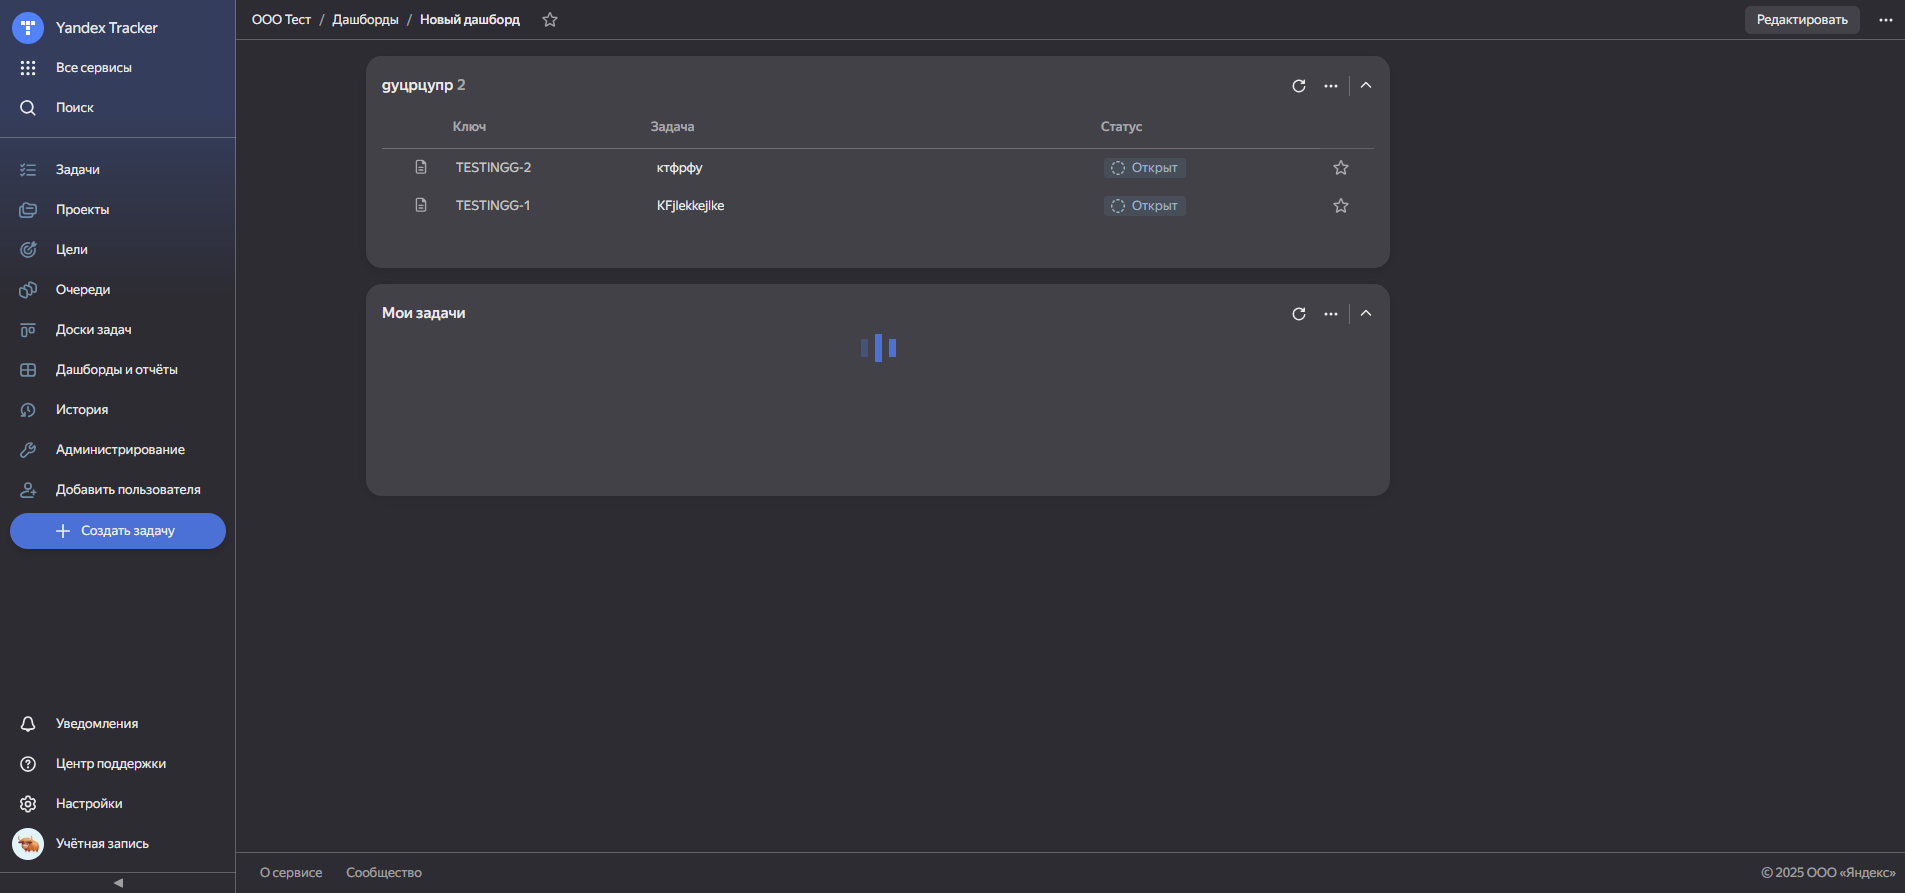 Yandex Tracker
Все сервисы
Поиск
Задачи
Проекты
Цели
Очереди
Доски задач
Дашборды и отчёты
История
Администрирование
Добавить пользователя
Создать задачу
Уведомления
Центр поддержки
Настройки
Учётная запись
ООО Тест / Дашборды / Новый дашборд
Редактировать
дуцрцупр 2
Ключ Задача Статус
TESTINGG-2 ктфрфу Открыт
TESTINGG-1 KFjlekkejlke Открыт
Мои задачи
О сервисе Сообщество © 2025 ООО «Яндекс»